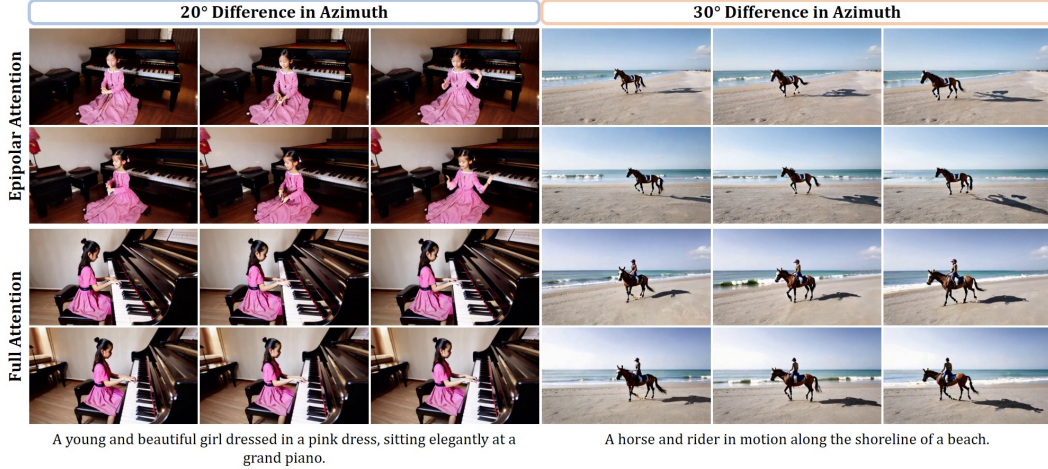 20° Difference in Azimuth
30° Difference in Azimuth
Epipolar Attention
Full Attention
A young and beautiful girl dressed in a pink dress, sitting elegantly at a
grand piano.
A horse and rider in motion along the shoreline of a beach.